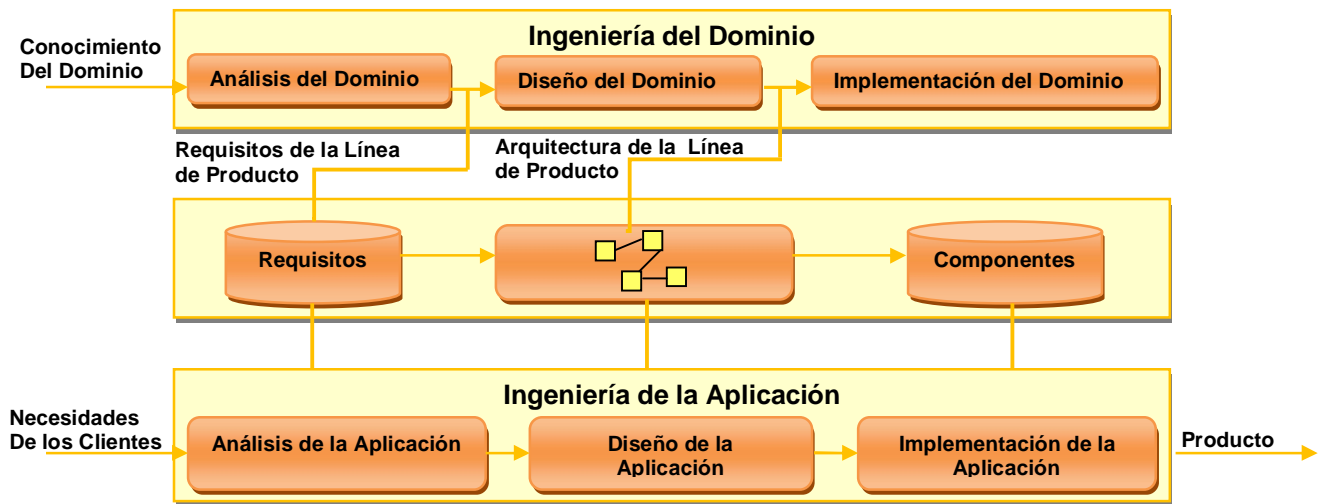 Ingeniería del Dominio
Conocimiento
Del Dominio
Análisis del Dominio
Diseño del Dominio
Implementación del Dominio
Requisitos de la Línea
de Producto
Arquitectura de la Línea
de Producto
Requisitos
Componentes
Ingeniería de la Aplicación
Necesidades
De los Clientes
Análisis de la Aplicación
Diseño de la
Aplicación
Implementación de la
Aplicación
Producto